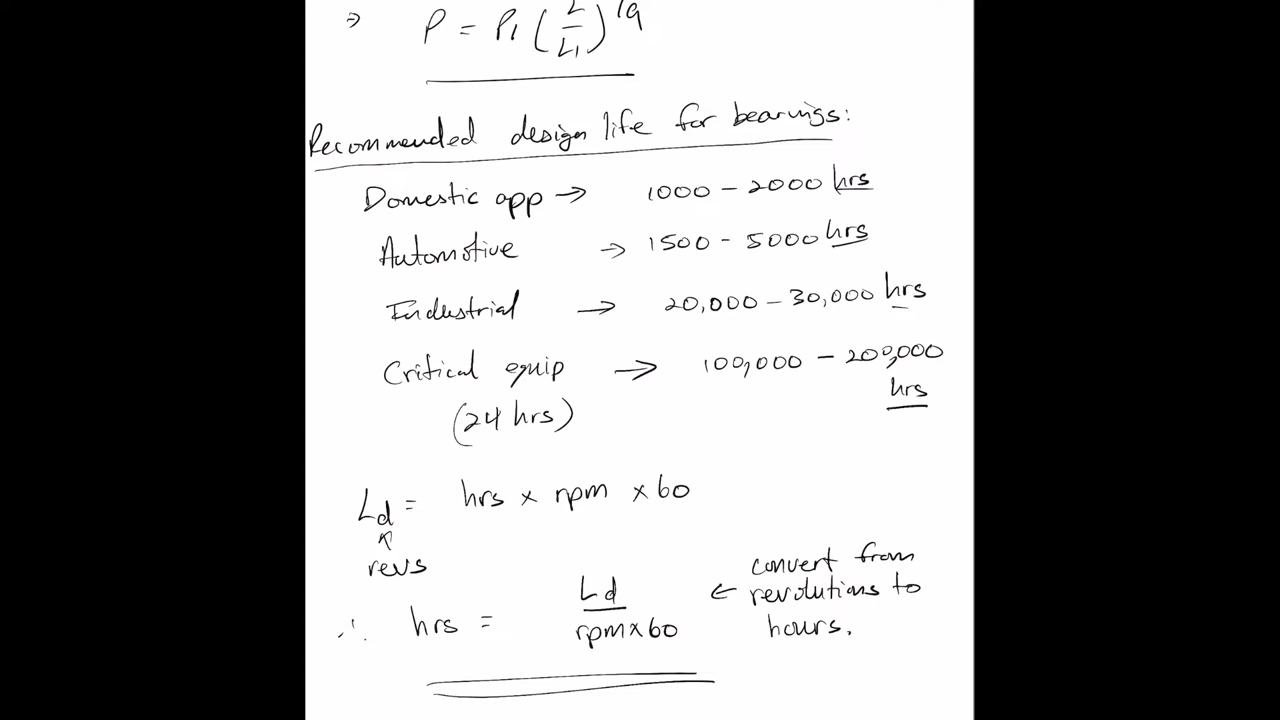 ⇒ P = P1 (L/L1)^1/q
Recommended design life for bearings:
Domestic app → 1000 - 2000 hrs
Automotive → 1500 - 5000 hrs
Industrial → 20,000 - 30,000 hrs
Critical equip → 100,000 - 200,000
hrs
(24 hrs)
Ld = hrs × rpm × 60
↑
revs
∴ hrs = Ld / rpm×60 ← convert from
revolutions to
hours.